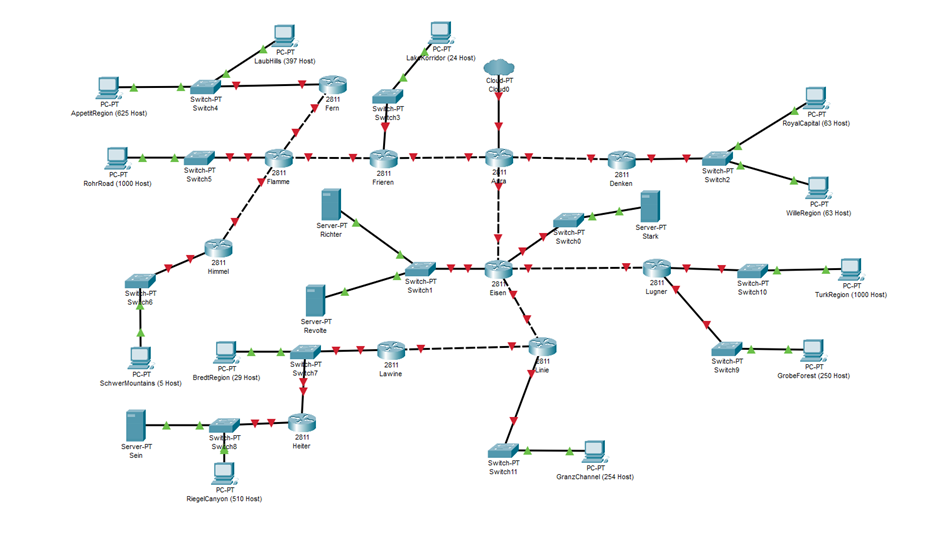 PC-PT
LaubHills (397 Host)
PC-PT
LakeKorridor (24 Host)
Cloud-PT
Cloud0
PC-PT
AppetitRegion (625 Host)
Switch-PT
Switch4
2811
Fern
Switch-PT
Switch3
PC-PT
RoyalCapital (63 Host)
PC-PT
RohrRoad (1000 Host)
Switch-PT
Switch5
2811
Flamme
2811
Frieren
2811
2811
Denken
Switch-PT
Switch2
PC-PT
WilleRegion (63 Host)
Server-PT
Richter
Switch-PT
Switch0
Server-PT
Stark
2811
Himmel
Switch-PT
Switch6
Switch-PT
Switch1
2811
Eisen
2811
Lugner
Switch-PT
Switch10
PC-PT
TurkRegion (1000 Host)
Server-PT
Revolte
PC-PT
SchwerMountains (5 Host)
PC-PT
BredtRegion (29 Host)
Switch-PT
Switch7
2811
Lawine
2811
Linie
Switch-PT
Switch9
PC-PT
GrobeForest (250 Host)
Server-PT
Sein
Switch-PT
Switch8
2811
Heiter
PC-PT
RiegelCanyon (510 Host)
Switch-PT
Switch11
PC-PT
GranzChannel (254 Host)